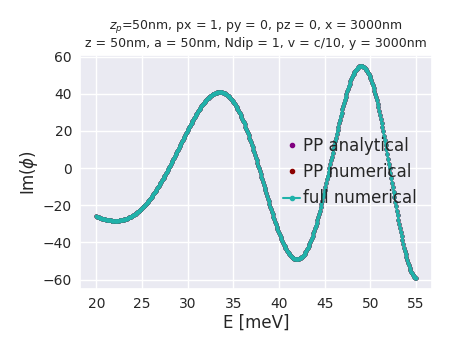 z_p=50nm, px = 1, py = 0, pz = 0, x = 3000nm
z = 50nm, a = 50nm, Ndip = 1, v = c/10, y = 3000nm
60
40
20
0
−20
−40
−60
Im(ϕ)
PP analytical
PP numerical
full numerical
20 25 30 35 40 45 50 55
E [meV]